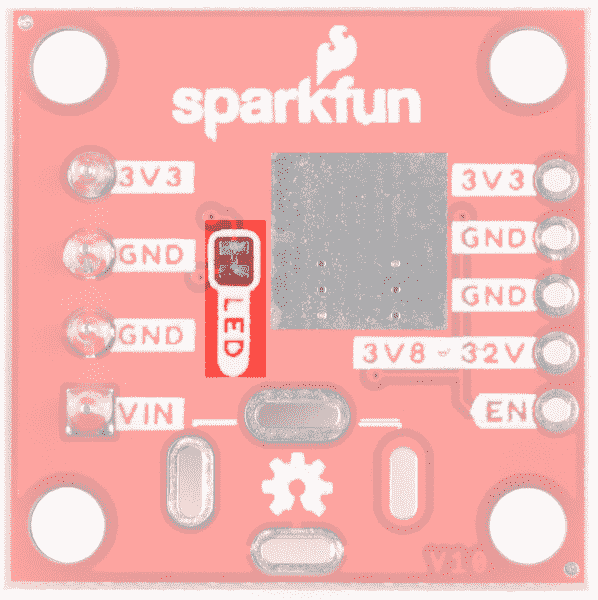 sparkfun
3V3
3V3
GND
GND
GND
LED
GND
3V8 - 32V
VIN
EN
V10